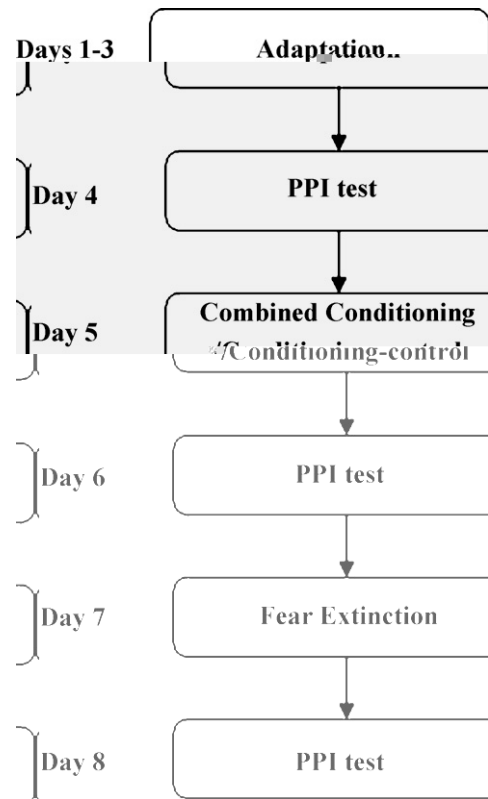 Days 1-3
Adaptation
Day 4
PPI test
Day 5
Combined Conditioning
/Conditioning-control
Day 6
PPI test
Day 7
Fear Extinction
Day 8
PPI test